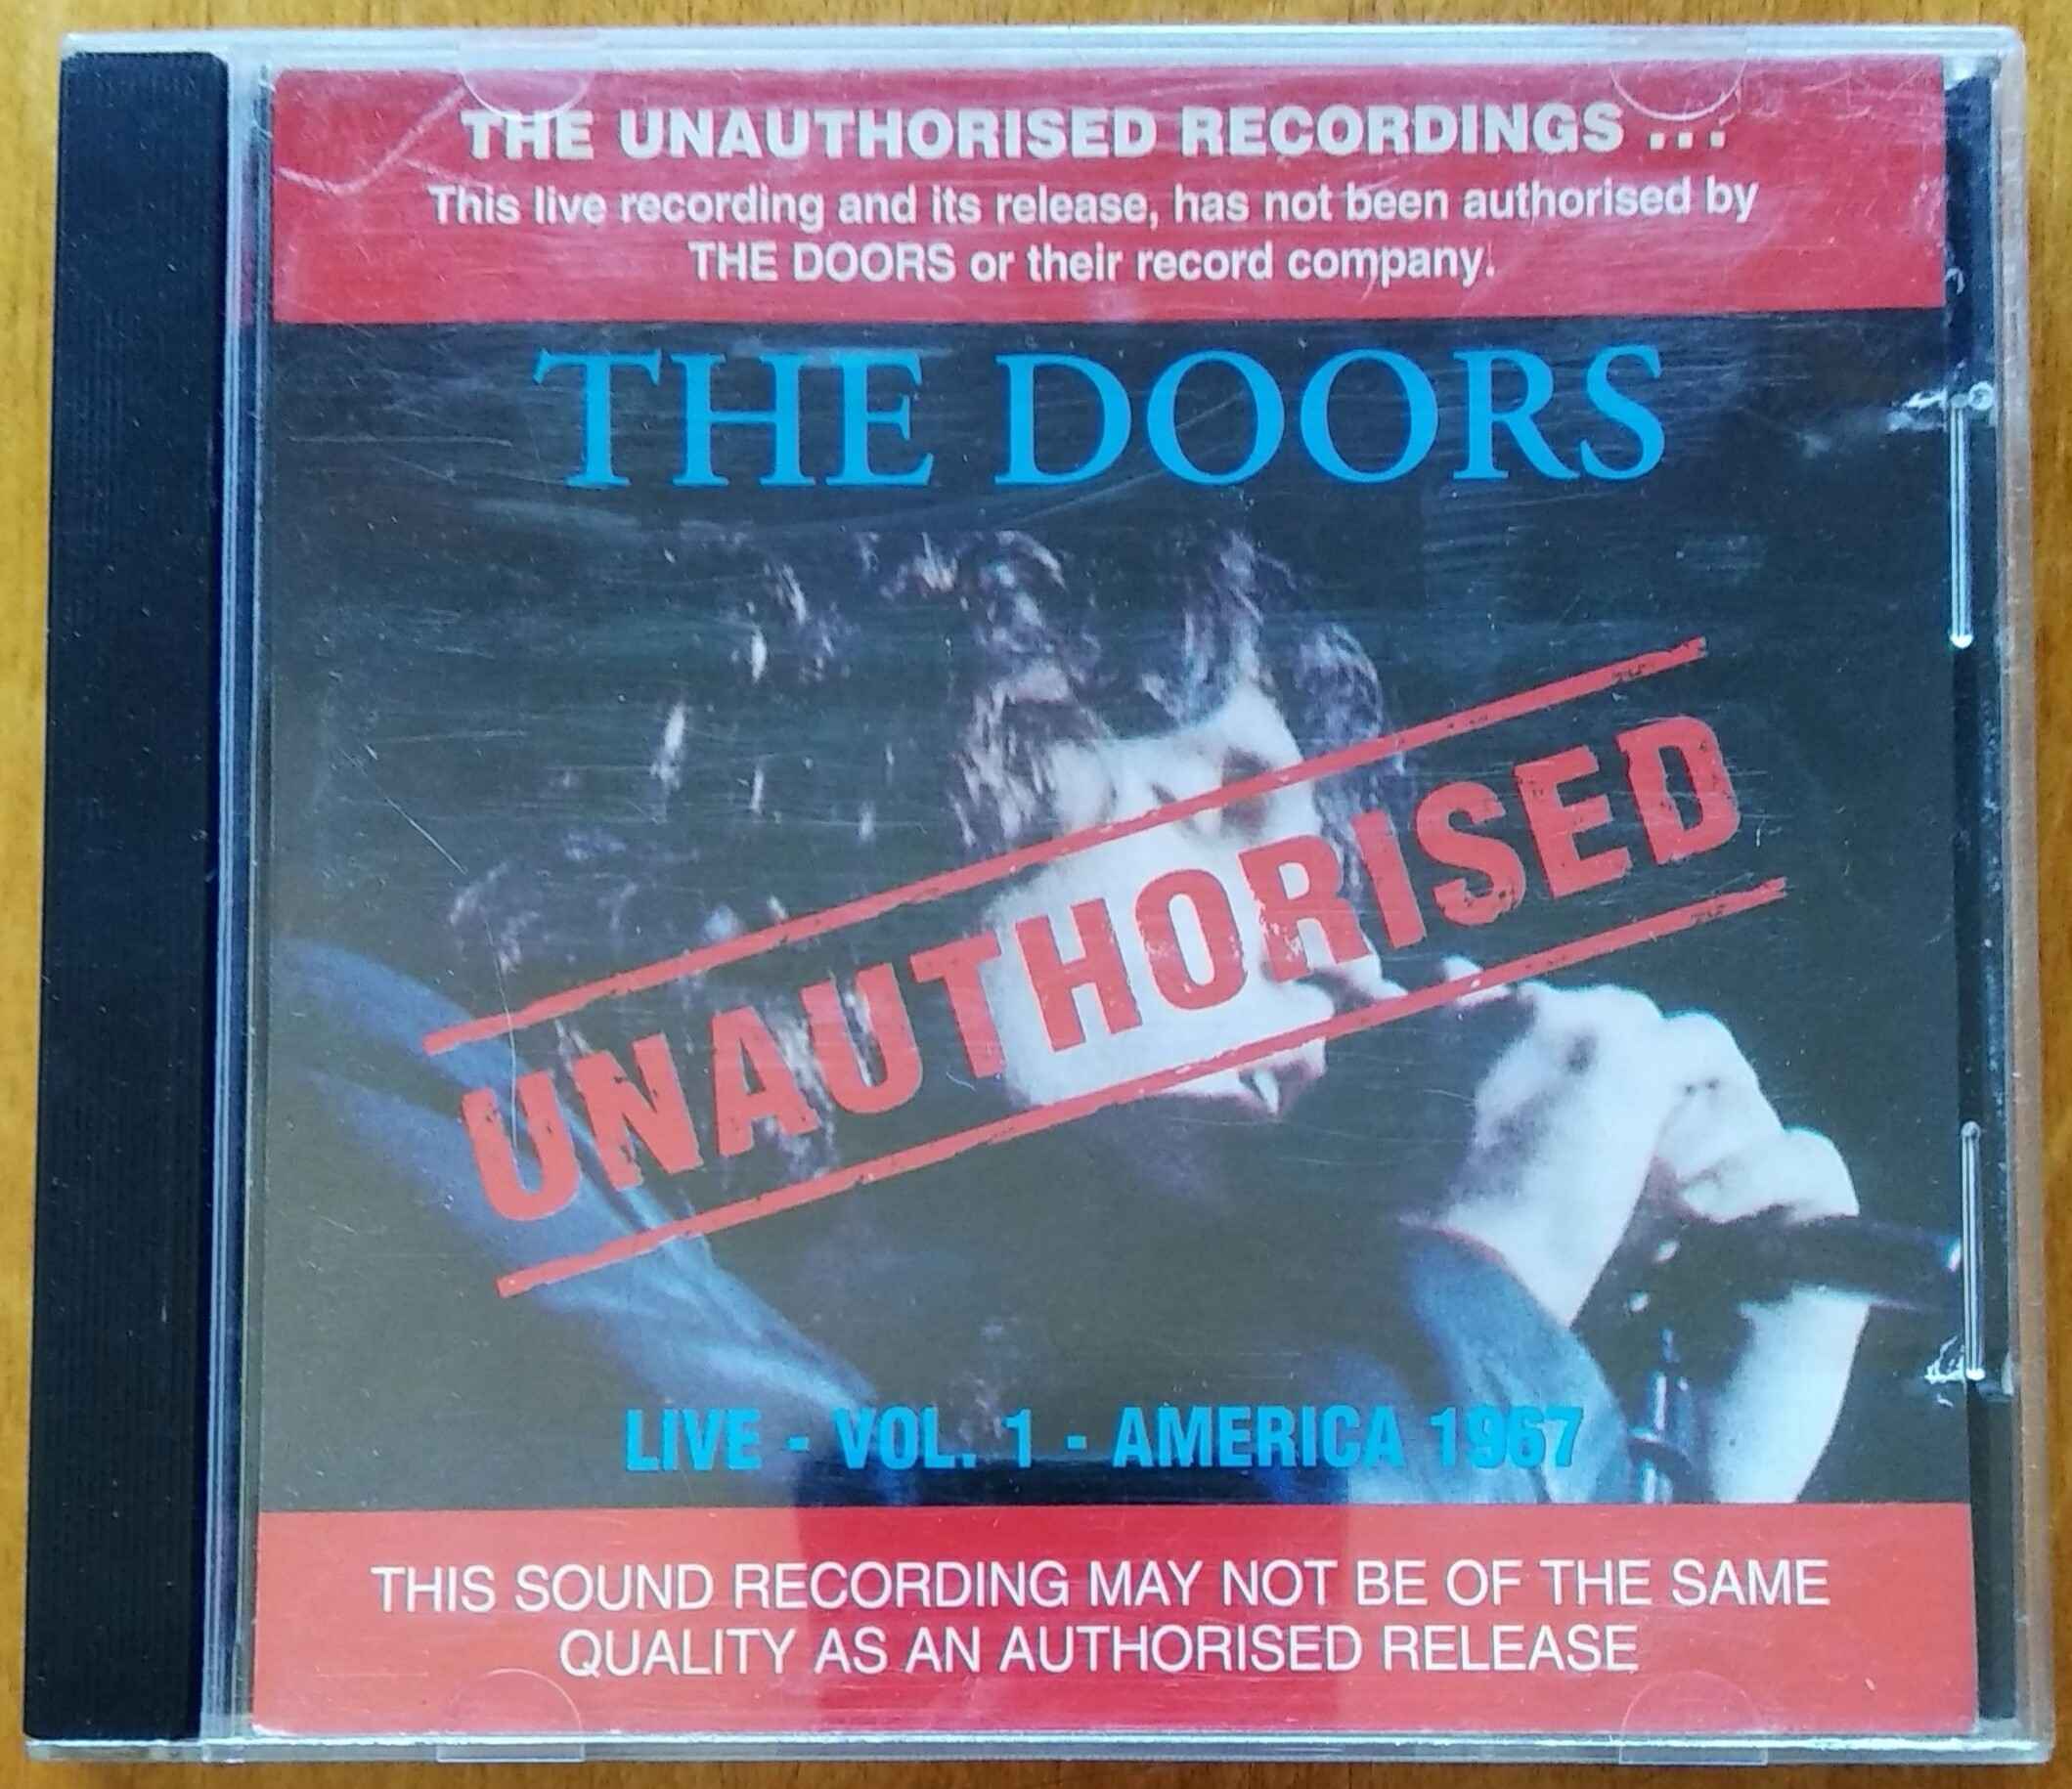 THE UNAUTHORISED RECORDINGS ...
This live recording and its release, has not been authorised by
THE DOORS or their record company.
THE DOORS
UNAUTHORISED
LIVE - VOL. 1 - AMERICA 1967
THIS SOUND RECORDING MAY NOT BE OF THE SAME
QUALITY AS AN AUTHORISED RELEASE